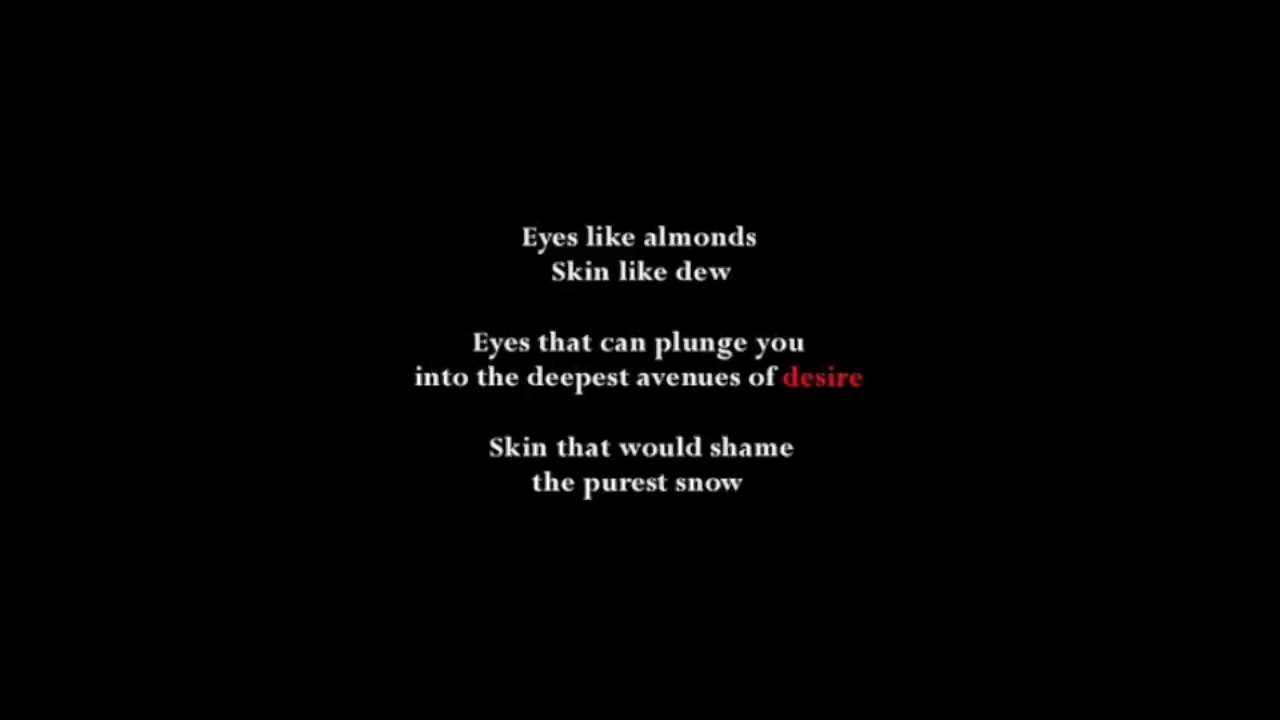 Eyes like almonds
Skin like dew
Eyes that can plunge you
into the deepest avenues of desire
Skin that would shame
the purest snow